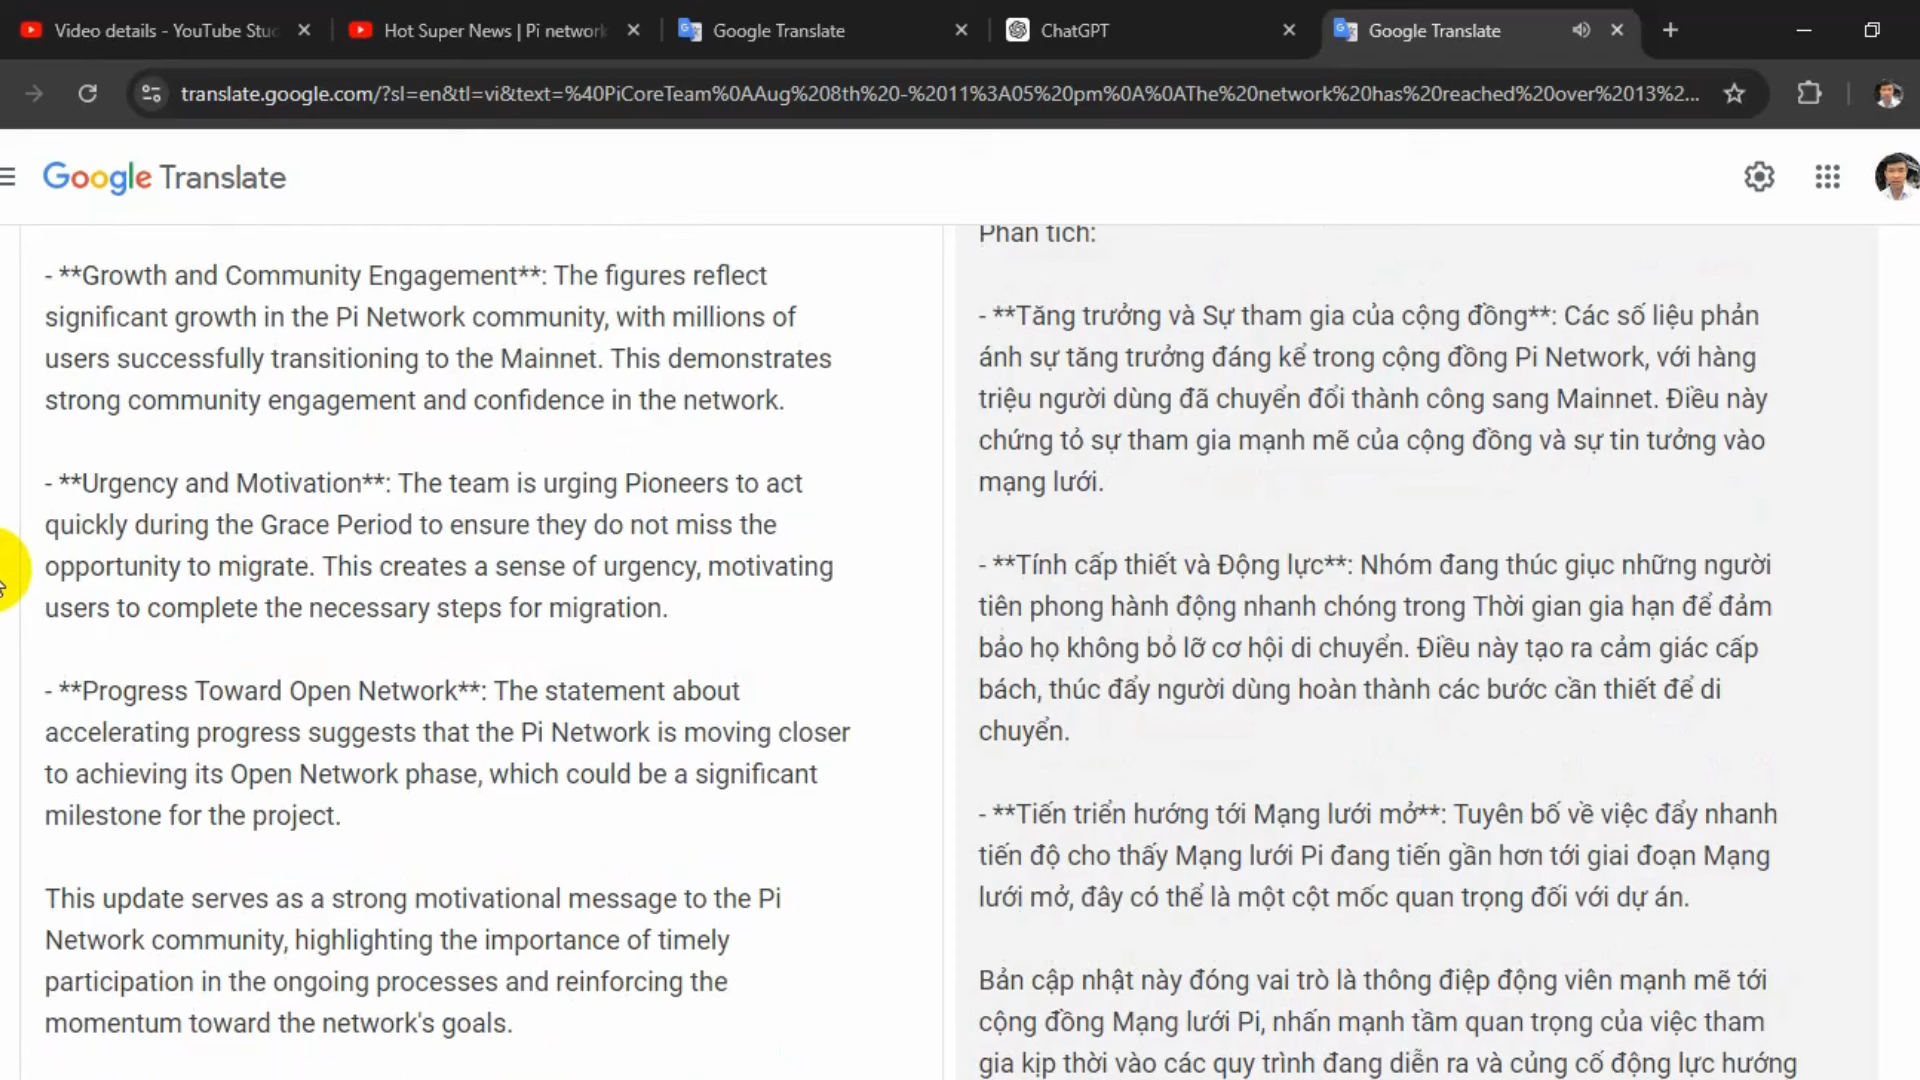 Video details - YouTube Stud
Hot Super News | Pi network
Google Translate
ChatGPT
Google Translate
translate.google.com/?sl=en&tl=vi&text=%40PiCoreTeam%0AAug%208th%20-%2011%3A05%20pm%0A%0AThe%20network%20has%20reached%20over%2013%2...
Google Translate
- **Growth and Community Engagement**: The figures reflect
significant growth in the Pi Network community, with millions of
users successfully transitioning to the Mainnet. This demonstrates
strong community engagement and confidence in the network.
- **Urgency and Motivation**: The team is urging Pioneers to act
quickly during the Grace Period to ensure they do not miss the
opportunity to migrate. This creates a sense of urgency, motivating
users to complete the necessary steps for migration.
- **Progress Toward Open Network**: The statement about
accelerating progress suggests that the Pi Network is moving closer
to achieving its Open Network phase, which could be a significant
milestone for the project.
This update serves as a strong motivational message to the Pi
Network community, highlighting the importance of timely
participation in the ongoing processes and reinforcing the
momentum toward the network's goals.
Phân tích:
- **Tăng trưởng và Sự tham gia của cộng đồng**: Các số liệu phản
ánh sự tăng trưởng đáng kể trong cộng đồng Pi Network, với hàng
triệu người dùng đã chuyển đổi thành công sang Mainnet. Điều này
chứng tỏ sự tham gia mạnh mẽ của cộng đồng và sự tin tưởng vào
mạng lưới.
- **Tính cấp thiết và Động lực**: Nhóm đang thúc giục những người
tiên phong hành động nhanh chóng trong Thời gian gia hạn để đảm
bảo họ không bỏ lỡ cơ hội di chuyển. Điều này tạo ra cảm giác cấp
bách, thúc đẩy người dùng hoàn thành các bước cần thiết để di
chuyển.
- **Tiến triển hướng tới Mạng lưới mở**: Tuyên bố về việc đẩy nhanh
tiến độ cho thấy Mạng lưới Pi đang tiến gần hơn tới giai đoạn Mạng
lưới mở, đây có thể là một cột mốc quan trọng đối với dự án.
Bản cập nhật này đóng vai trò là thông điệp động viên mạnh mẽ tới
cộng đồng Mạng lưới Pi, nhấn mạnh tầm quan trọng của việc tham
gia kịp thời vào các quy trình đang diễn ra và củng cố động lực hướng